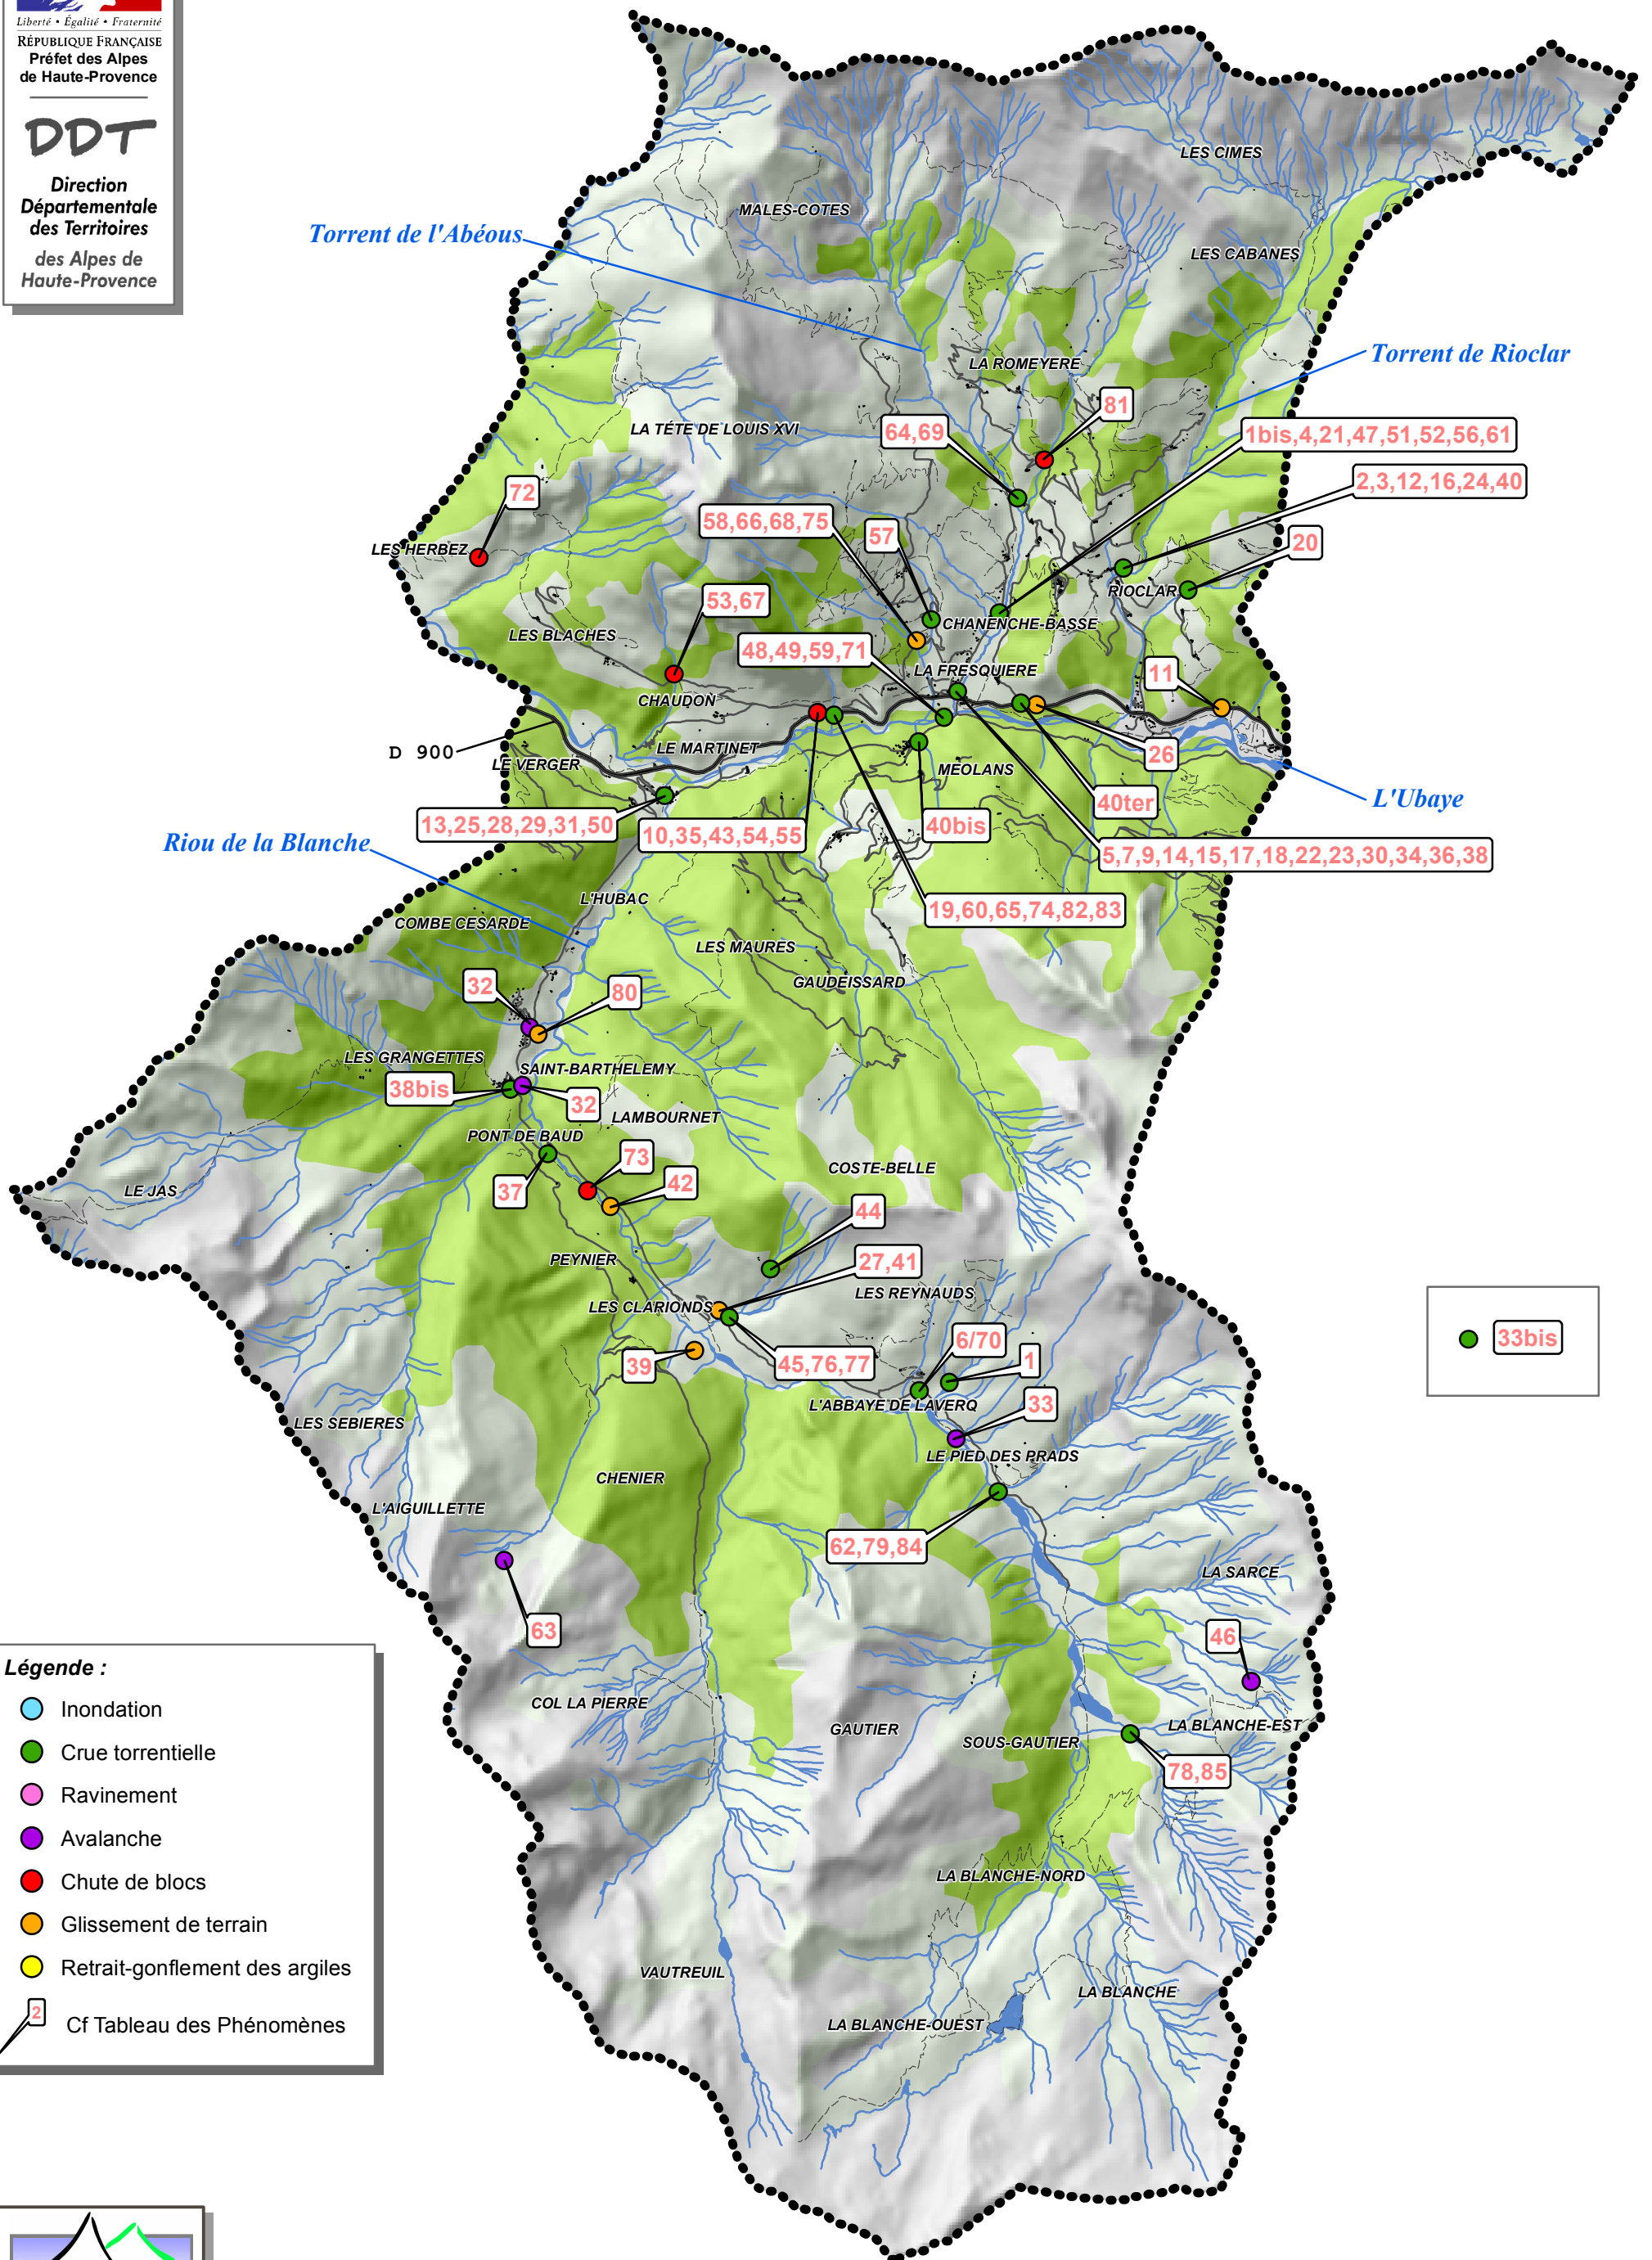 Liberté • Égalité • Fraternité
RÉPUBLIQUE FRANÇAISE
Préfet des Alpes
de Haute-Provence
DDT
Direction
Départementale
des Territoires
des Alpes de
Haute-Provence
LES CIMES
MALES-COTES
Torrent de l'Abéous
LES CABANES
LA ROMEYERE
Torrent de Rioclar
81
LA TÉTE DE LOUIS XVI
64,69
1bis,4,21,47,51,52,56,61
2,3,12,16,24,40
72
58,66,68,75
57
20
LES HERBEZ
RIOCLAR
53,67
CHANENCHE-BASSE
LES BLACHES
48,49,59,71
LA FRESQUIERE
11
CHAUDON
D 900
LE MARTINET
26
LE VERGER
MEOLANS
40ter
L'Ubaye
13,25,28,29,31,50
10,35,43,54,55
40bis
Riou de la Blanche
5,7,9,14,15,17,18,22,23,30,34,36,38
L'HUBAC
19,60,65,74,82,83
COMBE CESARDE
LES MAURES
GAUDEISSARD
32
80
LES GRANGETTES
SAINT-BARTHELEMY
38bis
32
LAMBOURNET
PONT DE BAUD
73
COSTE-BELLE
LE JAS
37
42
44
PEYNIER
27,41
LES REYNAUDS
LES CLARIONDS
33bis
6/70
1
39
45,76,77
L'ABBAYE DE LAVERQ
33
LES SEBIERES
LE PIED DES PRADS
CHENIER
L'AIGUILLETTE
62,79,84
LA SARCE
63
46
COL LA PIERRE
GAUTIER
LA BLANCHE-EST
SOUS-GAUTIER
78,85
LA BLANCHE-NORD
VAUTREUIL
LA BLANCHE
LA BLANCHE-OUEST
Légende :
Inondation
Crue torrentielle
Ravinement
Avalanche
Chute de blocs
Glissement de terrain
Retrait-gonflement des argiles
2
Cf Tableau des Phénomènes